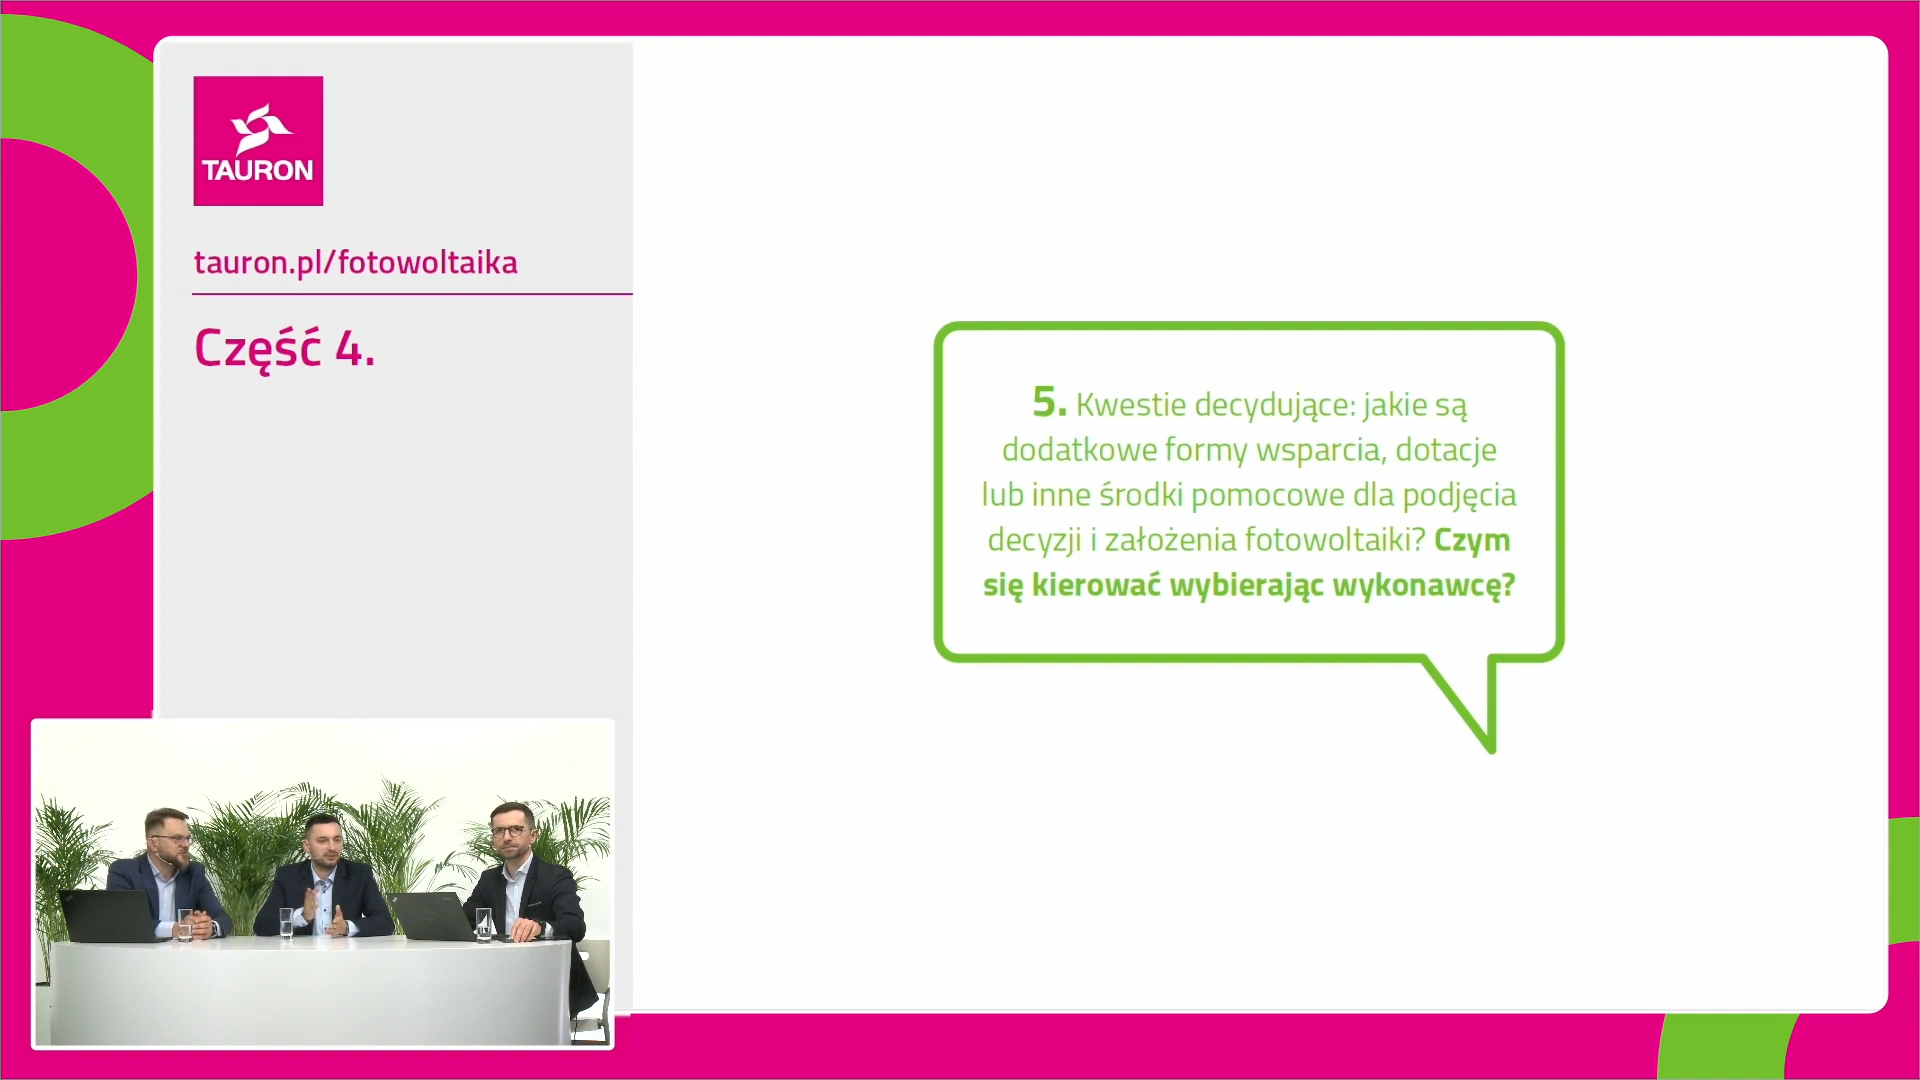 TAURON
tauron.pl/fotowoltaika
Część 4.
5. Kwestie decydujące: jakie są
dodatkowe formy wsparcia, dotacje
lub inne środki pomocowe dla podjęcia
decyzji i założenia fotowoltaiki? Czym
się kierować wybierając wykonawcę?